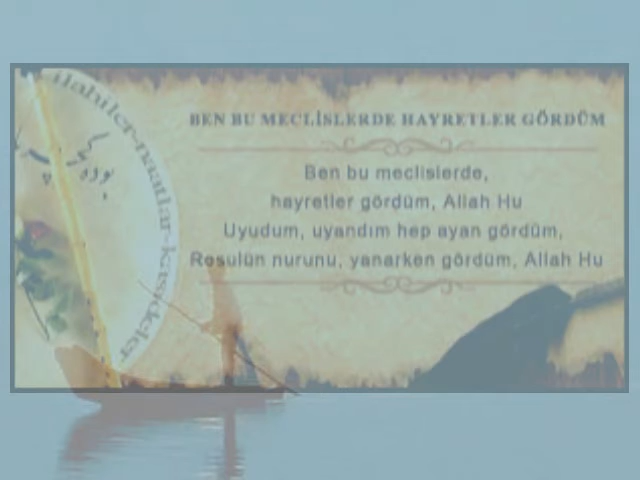 ilahiler-naatlar-kasideler
BEN BU MECLİSLERDE HAYRETLER GÖRDÜM
Ben bu meclislerde,
hayretler gördüm, Allah Hu
Uyudum, uyandım hep ayan gördüm,
Resulün nurunu, yanarken gördüm, Allah Hu